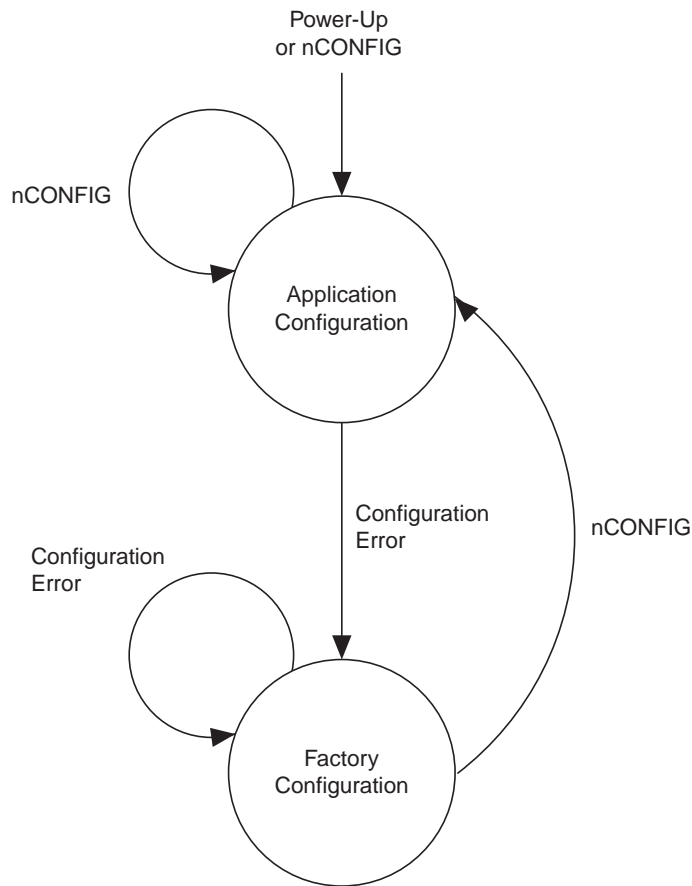 Power-Up
or nCONFIG
nCONFIG
Application
Configuration
Configuration
Error
nCONFIG
Configuration
Error
Factory
Configuration